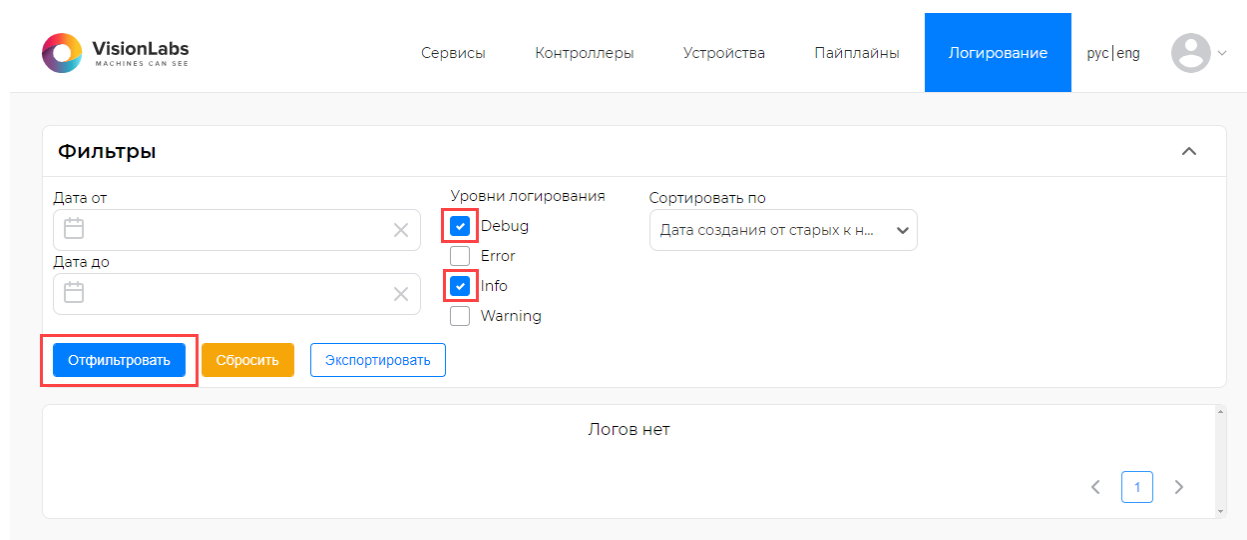 VisionLabs
MACHINES CAN SEE
Сервисы Контроллеры Устройства Пайплайны Логирование рус|eng
Фильтры
Дата от
Дата до
Уровни логирования
Debug
Error
Info
Warning
Сортировать по
Дата создания от старых к н...
Отфильтровать Сбросить Экспортировать
Логов нет
1